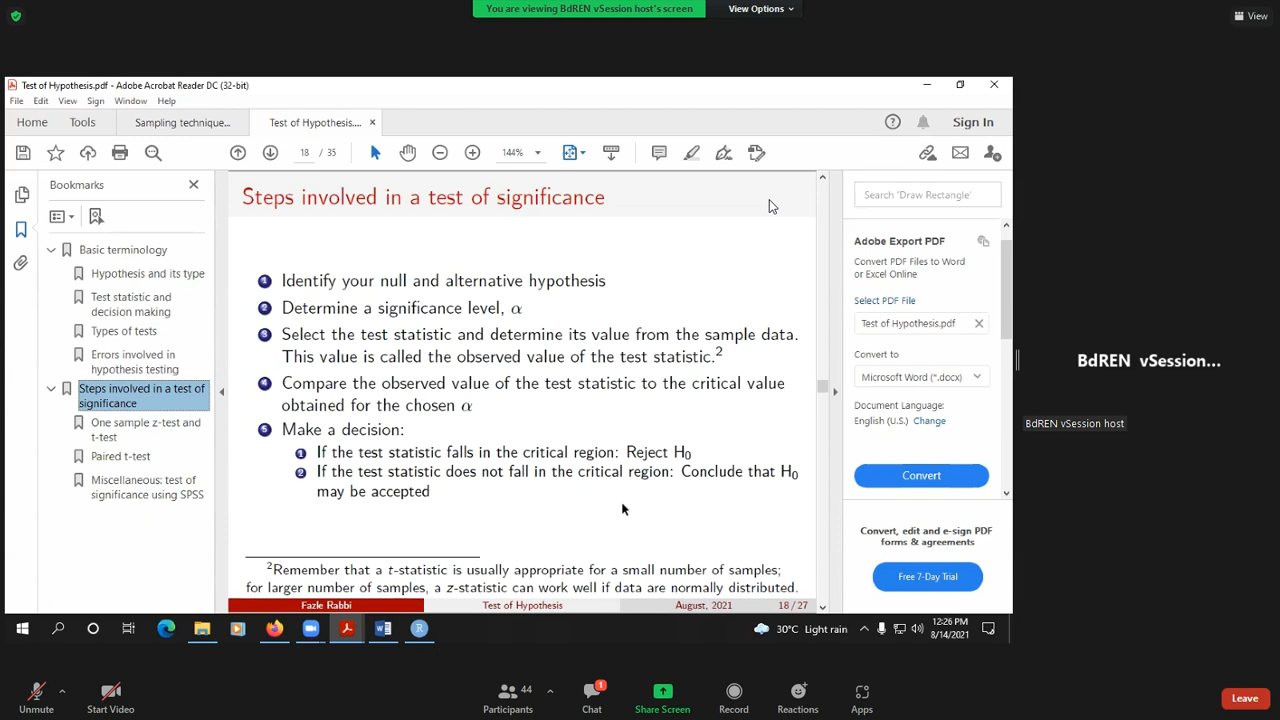 You are viewing BdREN vSession host's screen
View Options
View
Test of Hypothesis.pdf - Adobe Acrobat Reader DC (32-bit)
File Edit View Sign Window Help
Home Tools Sampling technique... Test of Hypothesis.... ×
Sign In
18 / 35
144%
Bookmarks
Basic terminology
Hypothesis and its type
Test statistic and
decision making
Types of tests
Errors involved in
hypothesis testing
Steps involved in a test of
significance
One sample z-test and
t-test
Paired t-test
Miscellaneous: test of
significance using SPSS
Steps involved in a test of significance
1 Identify your null and alternative hypothesis
2 Determine a significance level, α
3 Select the test statistic and determine its value from the sample data.
This value is called the observed value of the test statistic.²
4 Compare the observed value of the test statistic to the critical value
obtained for the chosen α
5 Make a decision:
1 If the test statistic falls in the critical region: Reject H₀
2 If the test statistic does not fall in the critical region: Conclude that H₀
may be accepted
²Remember that a t-statistic is usually appropriate for a small number of samples;
for larger number of samples, a z-statistic can work well if data are normally distributed.
Fazle Rabbi Test of Hypothesis August, 2021 18 / 27
Search 'Draw Rectangle'
Adobe Export PDF
Convert PDF Files to Word
or Excel Online
Select PDF File
Test of Hypothesis.pdf
Convert to
Microsoft Word (*.docx)
Document Language:
English (U.S.) Change
Convert
Convert, edit and e-sign PDF
forms & agreements
Free 7-Day Trial
BdREN vSession...
BdREN vSession host
30°C Light rain
12:26 PM
8/14/2021
Unmute
Start Video
Participants 44
Chat 1
Share Screen
Record
Reactions
Apps
Leave